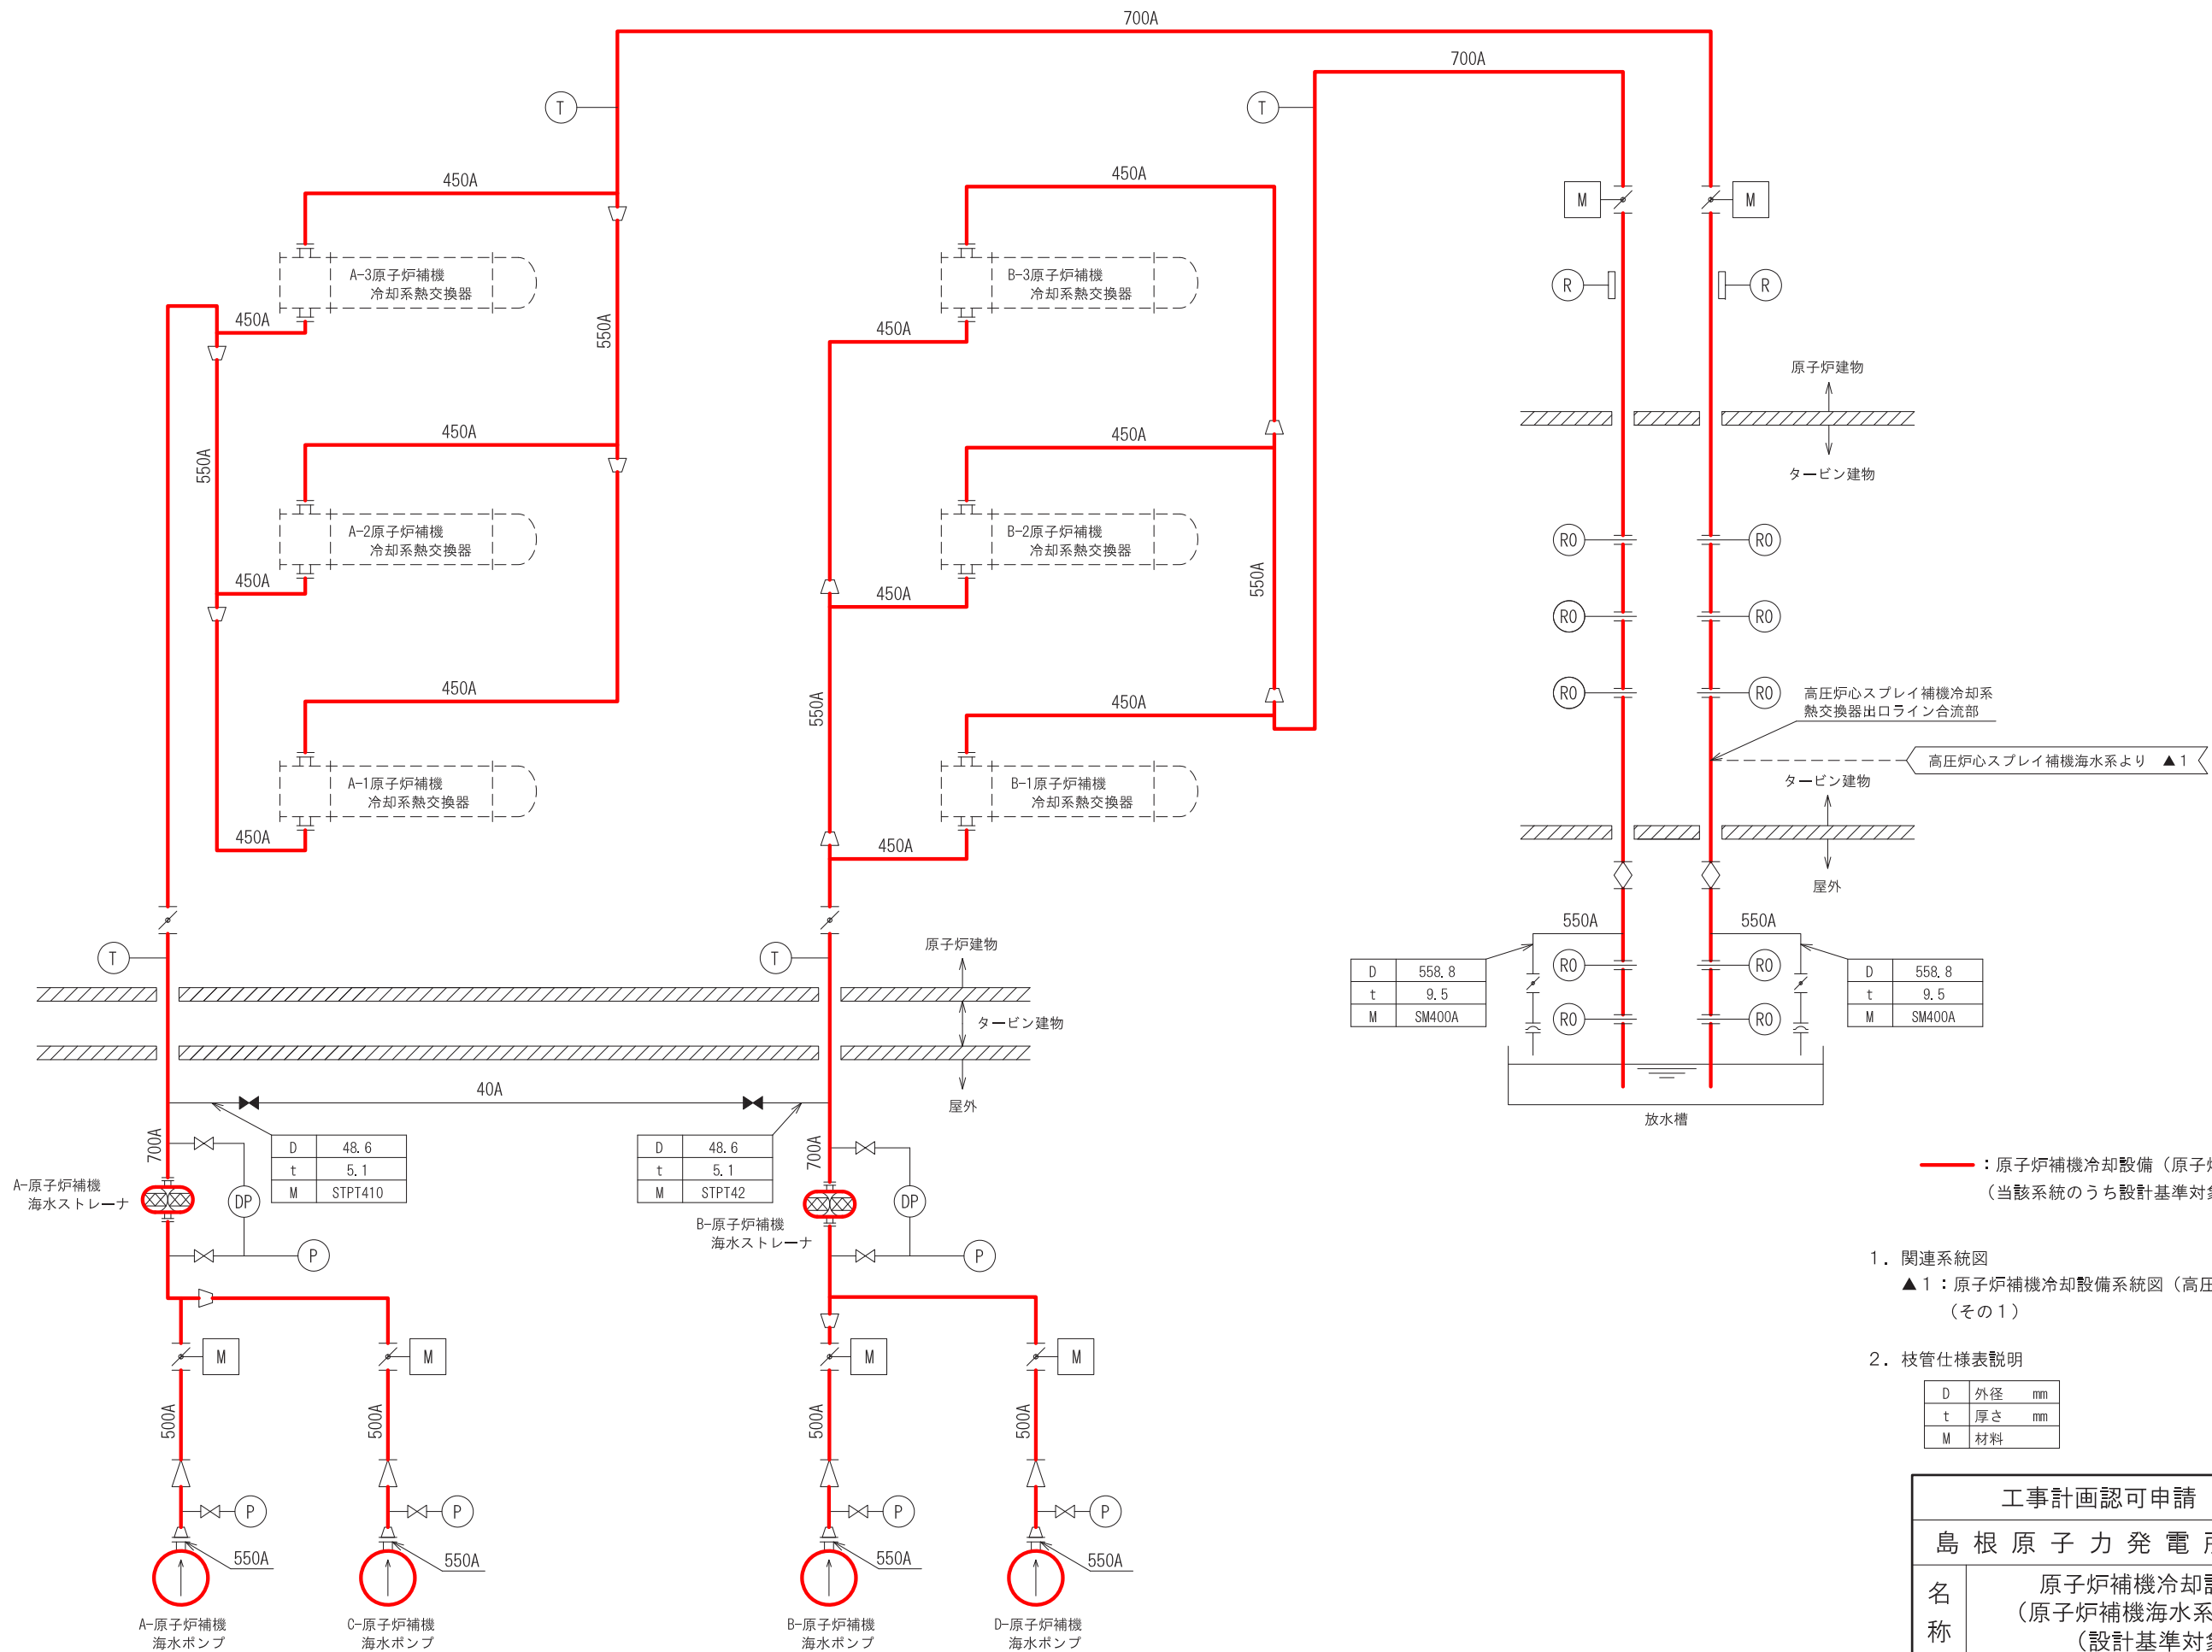 700A
700A
T
T
450A
450A
M
M
A-3原子炉補機
冷却系熱交換器
B-3原子炉補機
冷却系熱交換器
R
R
450A
550A
450A
原子炉建物
タービン建物
450A
450A
550A
A-2原子炉補機
冷却系熱交換器
B-2原子炉補機
冷却系熱交換器
RO
RO
450A
450A
550A
RO
RO
450A
450A
550A
RO
RO
高圧炉心スプレイ補機冷却系
熱交換器出口ライン合流部
高圧炉心スプレイ補機海水系より ▲1
A-1原子炉補機
冷却系熱交換器
B-1原子炉補機
冷却系熱交換器
タービン建物
450A
450A
屋外
550A
550A
T
T
原子炉建物
タービン建物
屋外
RO
RO
D 558.8
t 9.5
M SM400A
D 558.8
t 9.5
M SM400A
RO
RO
放水槽
40A
700A
D 48.6
t 5.1
M STPT410
D 48.6
t 5.1
M STPT42
700A
A-原子炉補機
海水ストレーナ
DP
P
B-原子炉補機
海水ストレーナ
DP
P
:原子炉補機冷却設備(原子炉
(当該系統のうち設計基準対象
1.関連系統図
▲1:原子炉補機冷却設備系統図(高圧
(その1)
2.枝管仕様表説明
D 外径 mm
t 厚さ mm
M 材料
M
M
M
M
500A
500A
500A
500A
P
P
P
P
550A
550A
550A
550A
A-原子炉補機
海水ポンプ
C-原子炉補機
海水ポンプ
B-原子炉補機
海水ポンプ
D-原子炉補機
海水ポンプ
工事計画認可申請
島根原子力発電所
名称
原子炉補機冷却設
(原子炉補機海水系
(設計基準対象